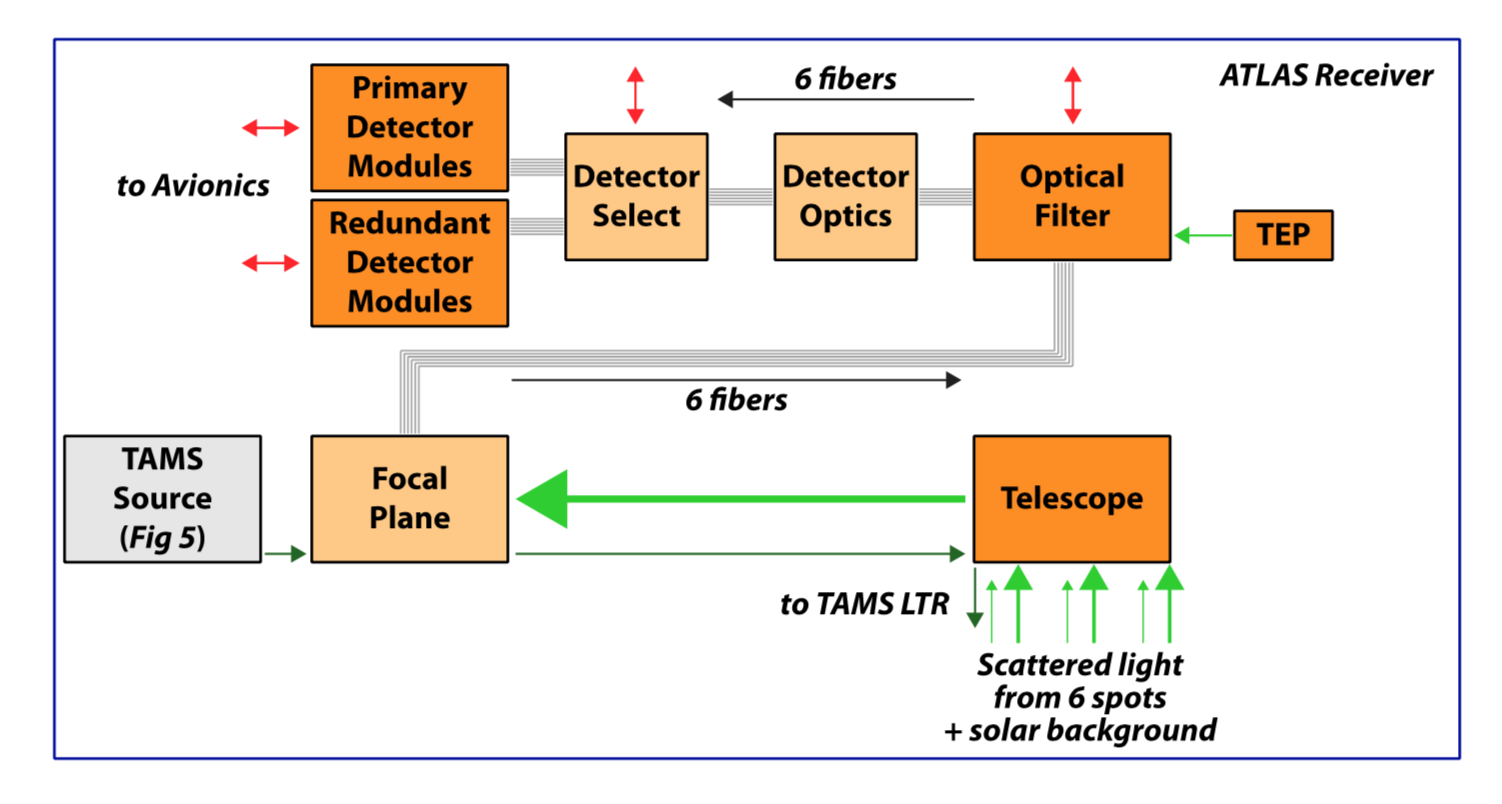 ATLAS Receiver
Primary
Detector
Modules
6 fibers
to Avionics
Detector
Select
Detector
Optics
Optical
Filter
TEP
Redundant
Detector
Modules
6 fibers
TAMS
Source
(Fig 5)
Focal
Plane
Telescope
to TAMS LTR
Scattered light
from 6 spots
+ solar background